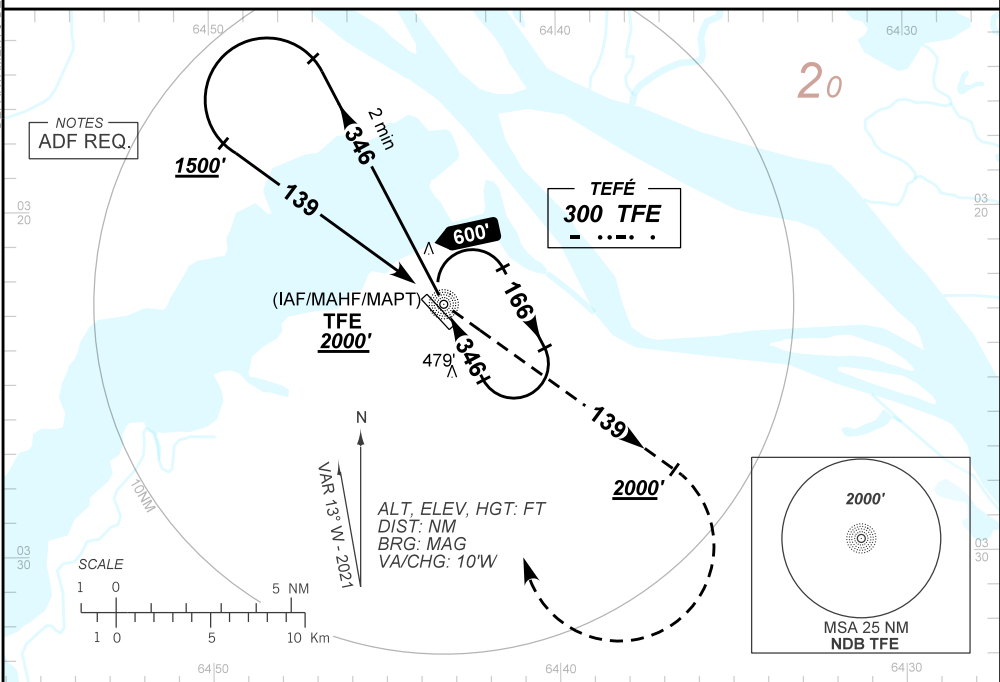 64 50
64 40
64 30
2 0
NOTES
ADF REQ.
2 min
346
1500'
139
TEFÉ
300 TFE
03 20
03 20
600'
166
(IAF/MAHF/MAPT)
TFE
2000'
479'
346
139
2000'
10NM
N
VAR 13° W - 2021
ALT, ELEV, HGT: FT
DIST: NM
BRG: MAG
VA/CHG: 10'W
2000'
MSA 25 NM
NDB TFE
03 30
03 30
SCALE
1 0 5 NM
1 0 5 10 Km
64 50
64 40
64 30